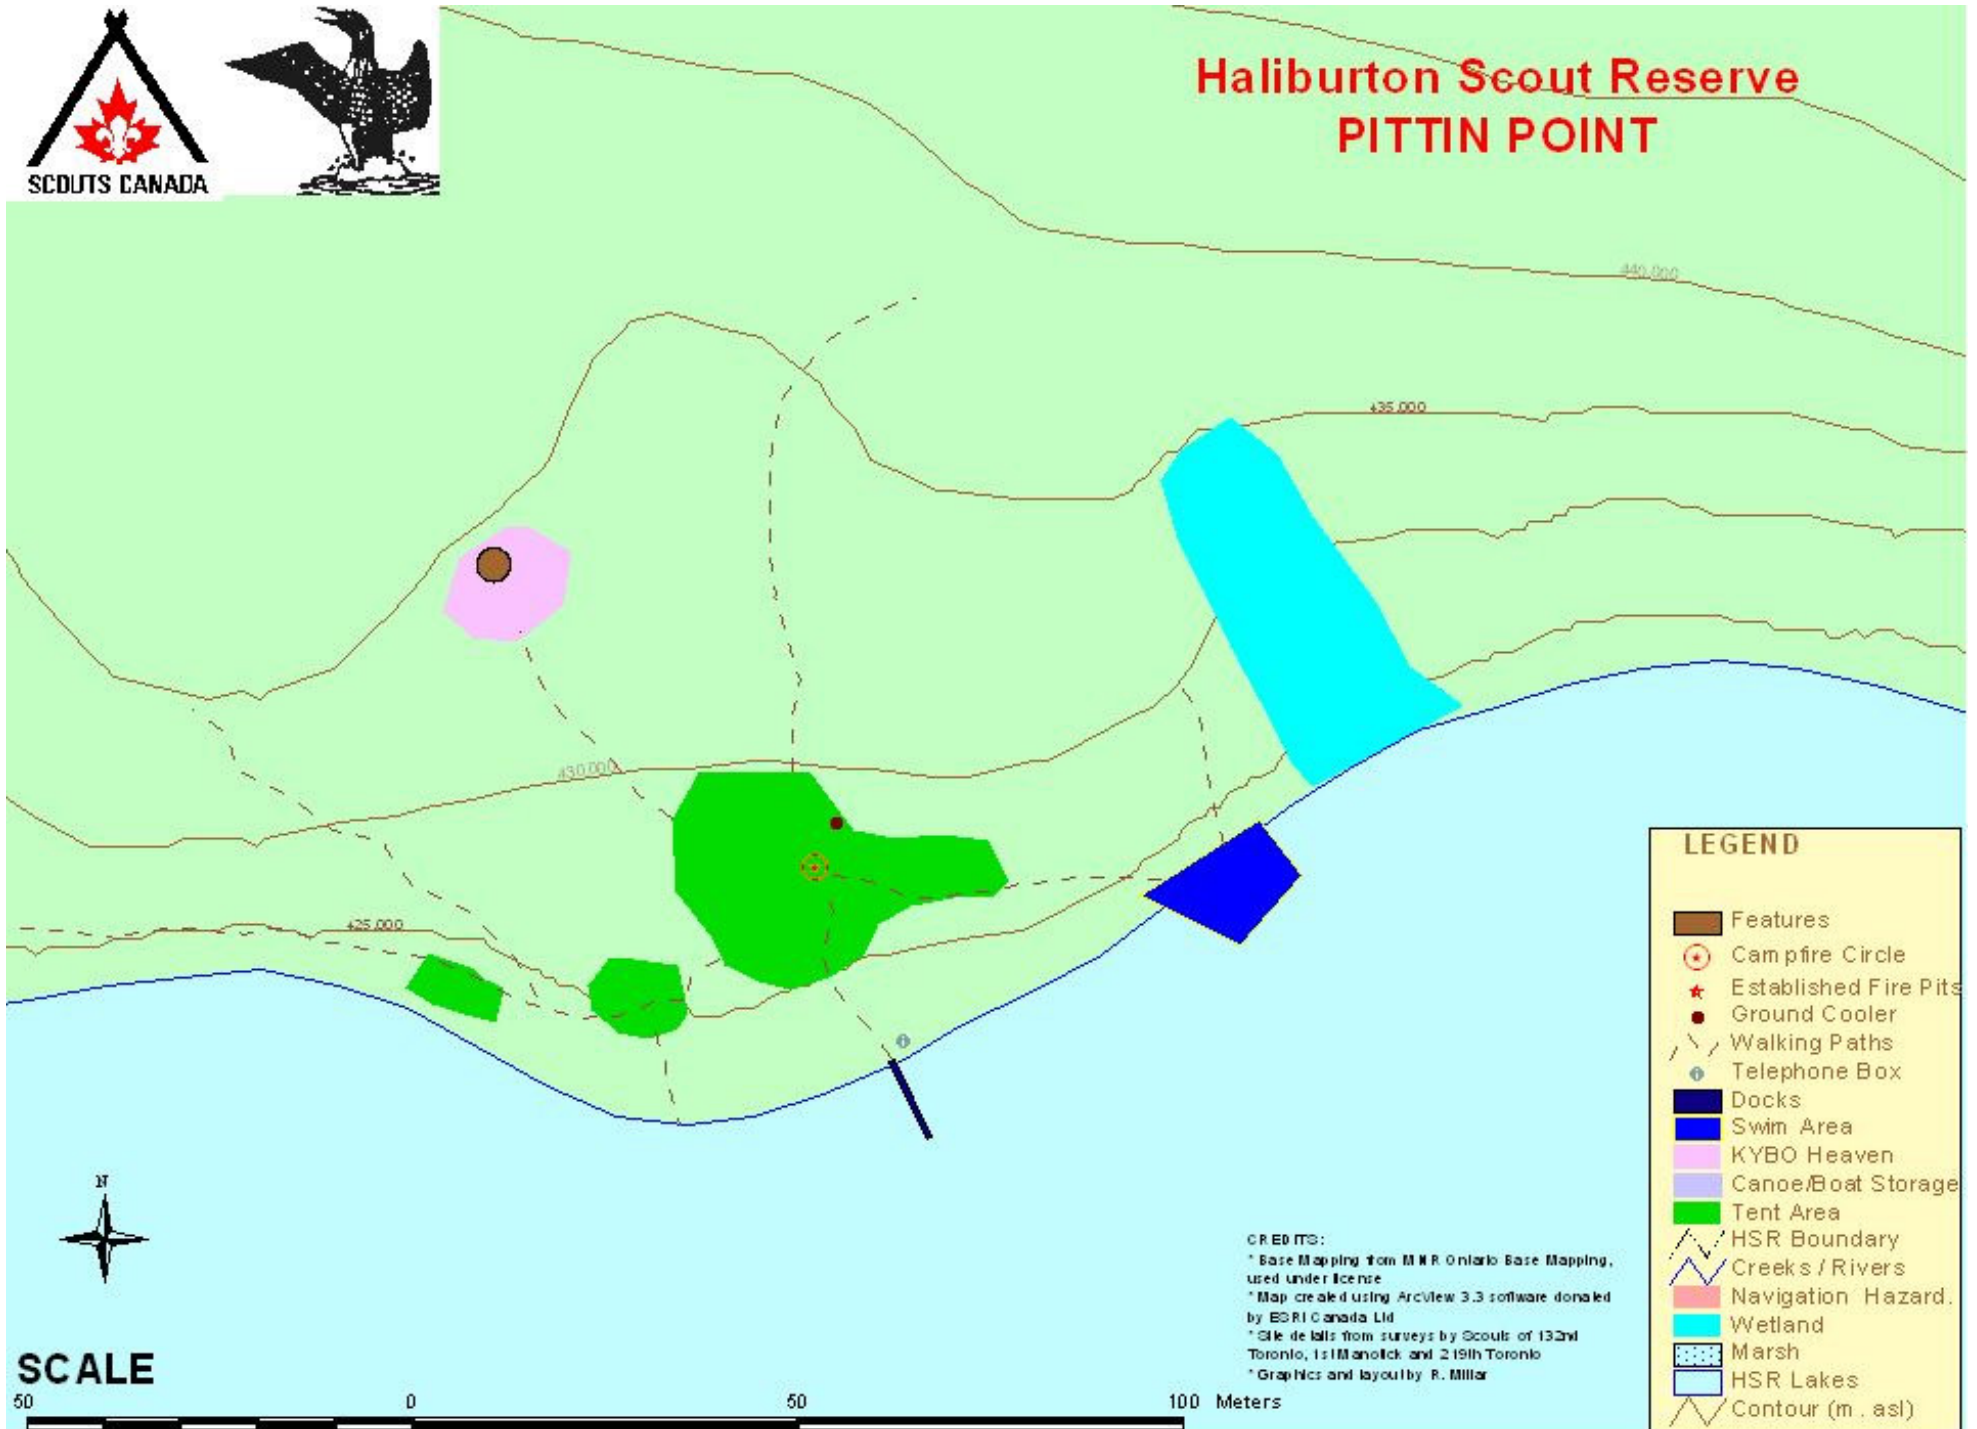 SCOUTS CANADA
Haliburton Scout Reserve
PITTIN POINT
440.000
435.000
430.000
425.000
N
LEGEND
Features
Campfire Circle
Established Fire Pits
Ground Cooler
Walking Paths
Telephone Box
Docks
Swim Area
KYBO Heaven
Canoe/Boat Storage
Tent Area
HSR Boundary
Creeks / Rivers
Navigation Hazard.
Wetland
Marsh
HSR Lakes
Contour (m. asl)
CREDITS:
* Base Mapping from MNR Ontario Base Mapping,
used under license
* Map created using ArcView 3.3 software donated
by ESRI Canada Ltd
* Site details from surveys by Scouts of 132nd
Toronto, 1st Manotick and 219th Toronto
* Graphics and layout by R. Millar
SCALE
50 0 50 100 Meters